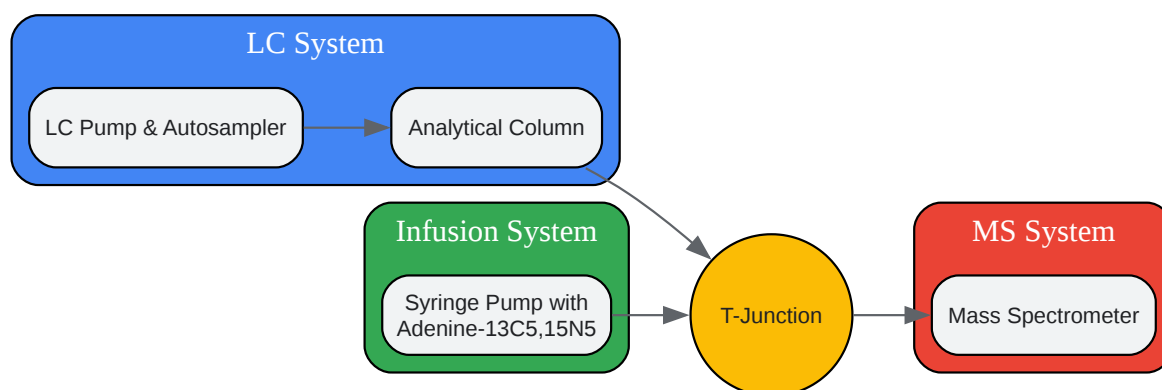 LC System
LC Pump & Autosampler
Analytical Column
Infusion System
Syringe Pump with
Adenine-13C5,15N5
T-Junction
MS System
Mass Spectrometer